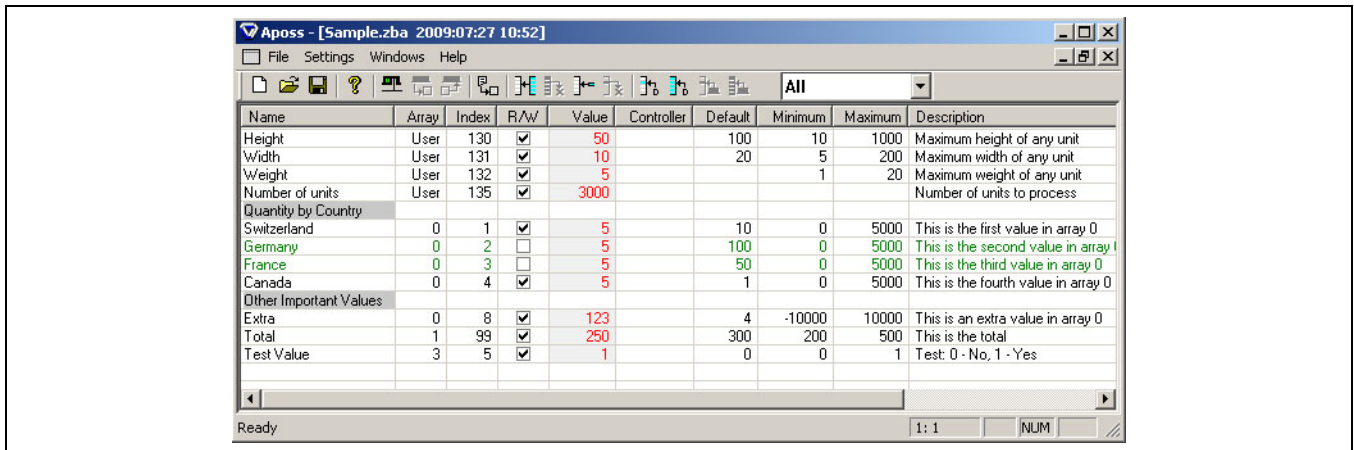 Aposs - [Sample.zba 2009:07:27 10:52]
File Settings Windows Help
All
Name Array Index R/W Value Controller Default Minimum Maximum Description
Height User 130 50 100 10 1000 Maximum height of any unit
Width User 131 10 20 5 200 Maximum width of any unit
Weight User 132 5 1 20 Maximum weight of any unit
Number of units User 135 3000 Number of units to process
Quantity by Country
Switzerland 0 1 5 10 0 5000 This is the first value in array 0
Germany 0 2 5 100 0 5000 This is the second value in array
France 0 3 5 50 0 5000 This is the third value in array 0
Canada 0 4 5 1 0 5000 This is the fourth value in array 0
Other Important Values
Extra 0 8 123 4 -10000 10000 This is an extra value in array 0
Total 1 99 250 300 200 500 This is the total
Test Value 3 5 1 0 0 1 Test: 0 - No, 1 - Yes
Ready 1: 1 NUM